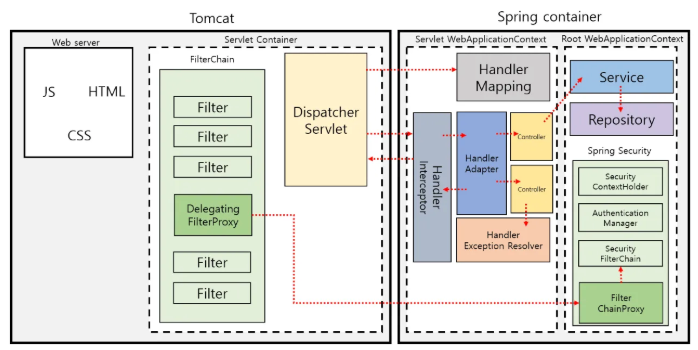 Tomcat
Spring container
Web server
JS
HTML
CSS
Servlet Container
FilterChain
Filter
Filter
Filter
Delegating
FilterProxy
Filter
Filter
Dispatcher
Servlet
Servlet WebApplicationContext
Handler
Mapping
Handler
Interceptor
Handler
Adapter
Controller
Controller
Handler
Exception Resolver
Root WebApplicationContext
Service
Repository
Spring Security
Security
ContextHolder
Authentication
Manager
Security
FilterChain
Filter
ChainProxy